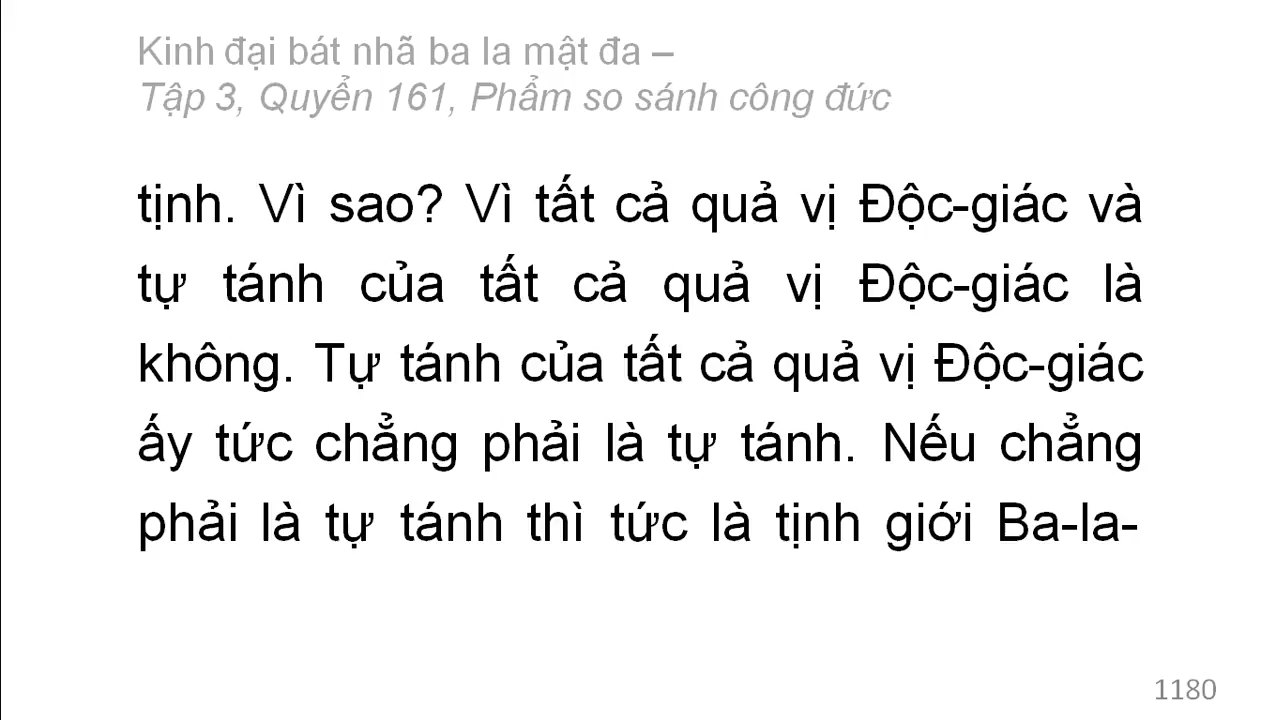 Kinh đại bát nhã ba la mật đa –
Tập 3, Quyển 161, Phẩm so sánh công đức
tịnh. Vì sao? Vì tất cả quả vị Độc-giác và
tự tánh của tất cả quả vị Độc-giác là
không. Tự tánh của tất cả quả vị Độc-giác
ấy tức chẳng phải là tự tánh. Nếu chẳng
phải là tự tánh thì tức là tịnh giới Ba-la-
1180